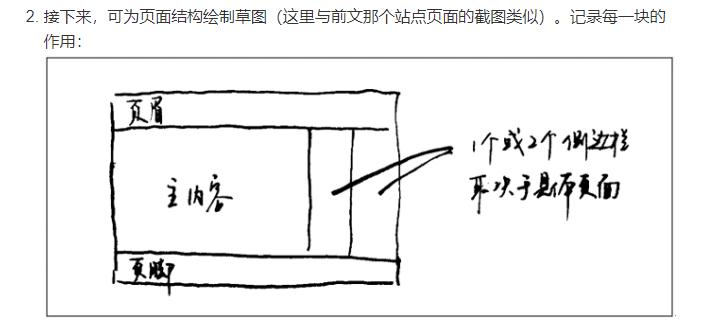 2. 接下来，可为页面结构绘制草图（这里与前文那个站点页面的截图类似）。记录每一块的
作用：
页眉
主内容
1个或2个侧边栏
取决于具体页面
页脚